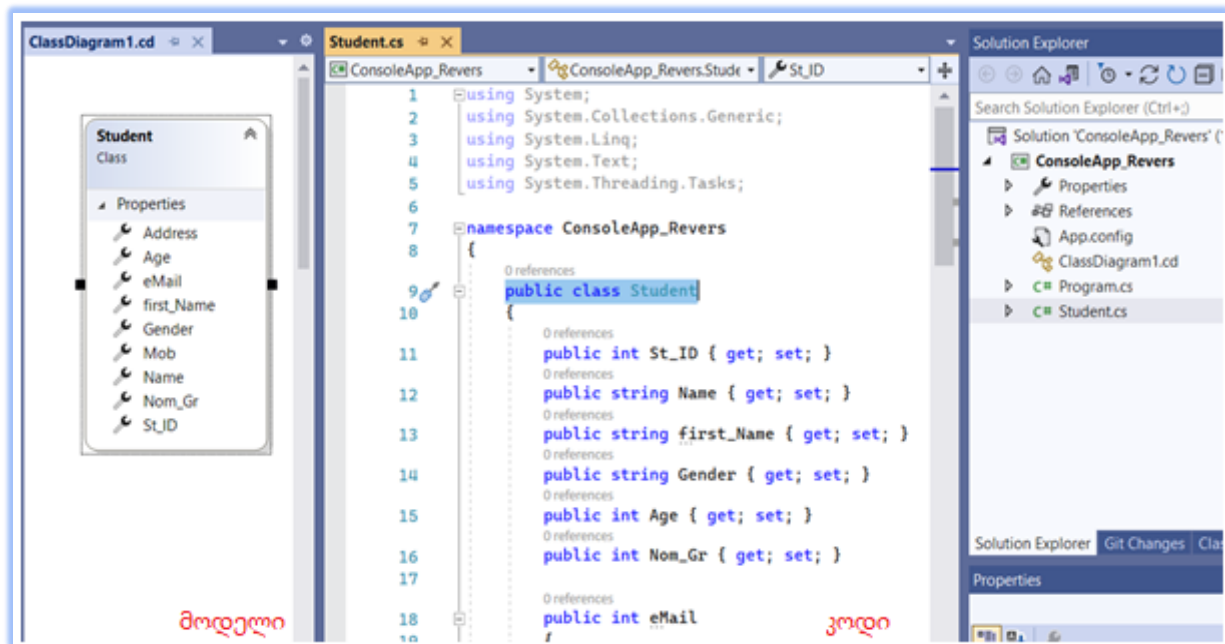 ClassDiagram1.cd
Student
Class
Properties
Address
Age
eMail
first_Name
Gender
Mob
Name
Nom_Gr
St_ID
მოდელი
Student.cs
ConsoleApp_Revers
ConsoleApp_Revers.Stude
St_ID
1 using System;
2 using System.Collections.Generic;
3 using System.Linq;
4 using System.Text;
5 using System.Threading.Tasks;
6
7 namespace ConsoleApp_Revers
8 {
0 references
9 public class Student
10 {
0 references
11 public int St_ID { get; set; }
0 references
12 public string Name { get; set; }
0 references
13 public string first_Name { get; set; }
0 references
14 public string Gender { get; set; }
0 references
15 public int Age { get; set; }
0 references
16 public int Nom_Gr { get; set; }
17
0 references
18 public int eMail
19 {
კოდი
Solution Explorer
Search Solution Explorer (Ctrl+;)
Solution 'ConsoleApp_Revers' (
ConsoleApp_Revers
Properties
References
App.config
ClassDiagram1.cd
C# Program.cs
C# Student.cs
Solution Explorer Git Changes Clas
Properties